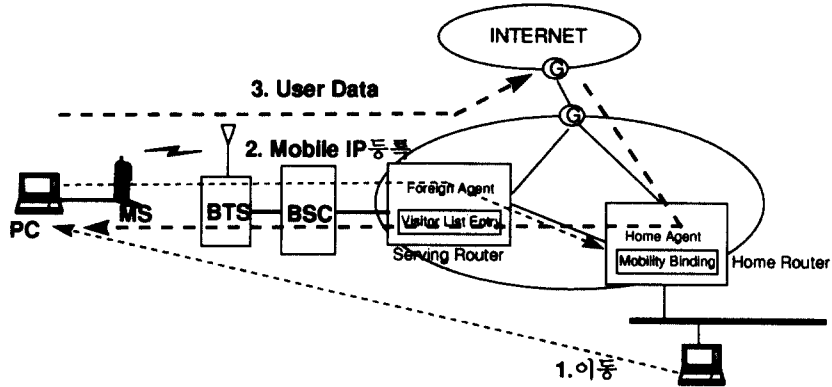 INTERNET
G
3. User Data
G
2. Mobile IP등록
Foreign Agent
PC
MS
BTS
BSC
Visitor List Entry
Serving Router
Home Agent
Mobility Binding
Home Router
1.이동